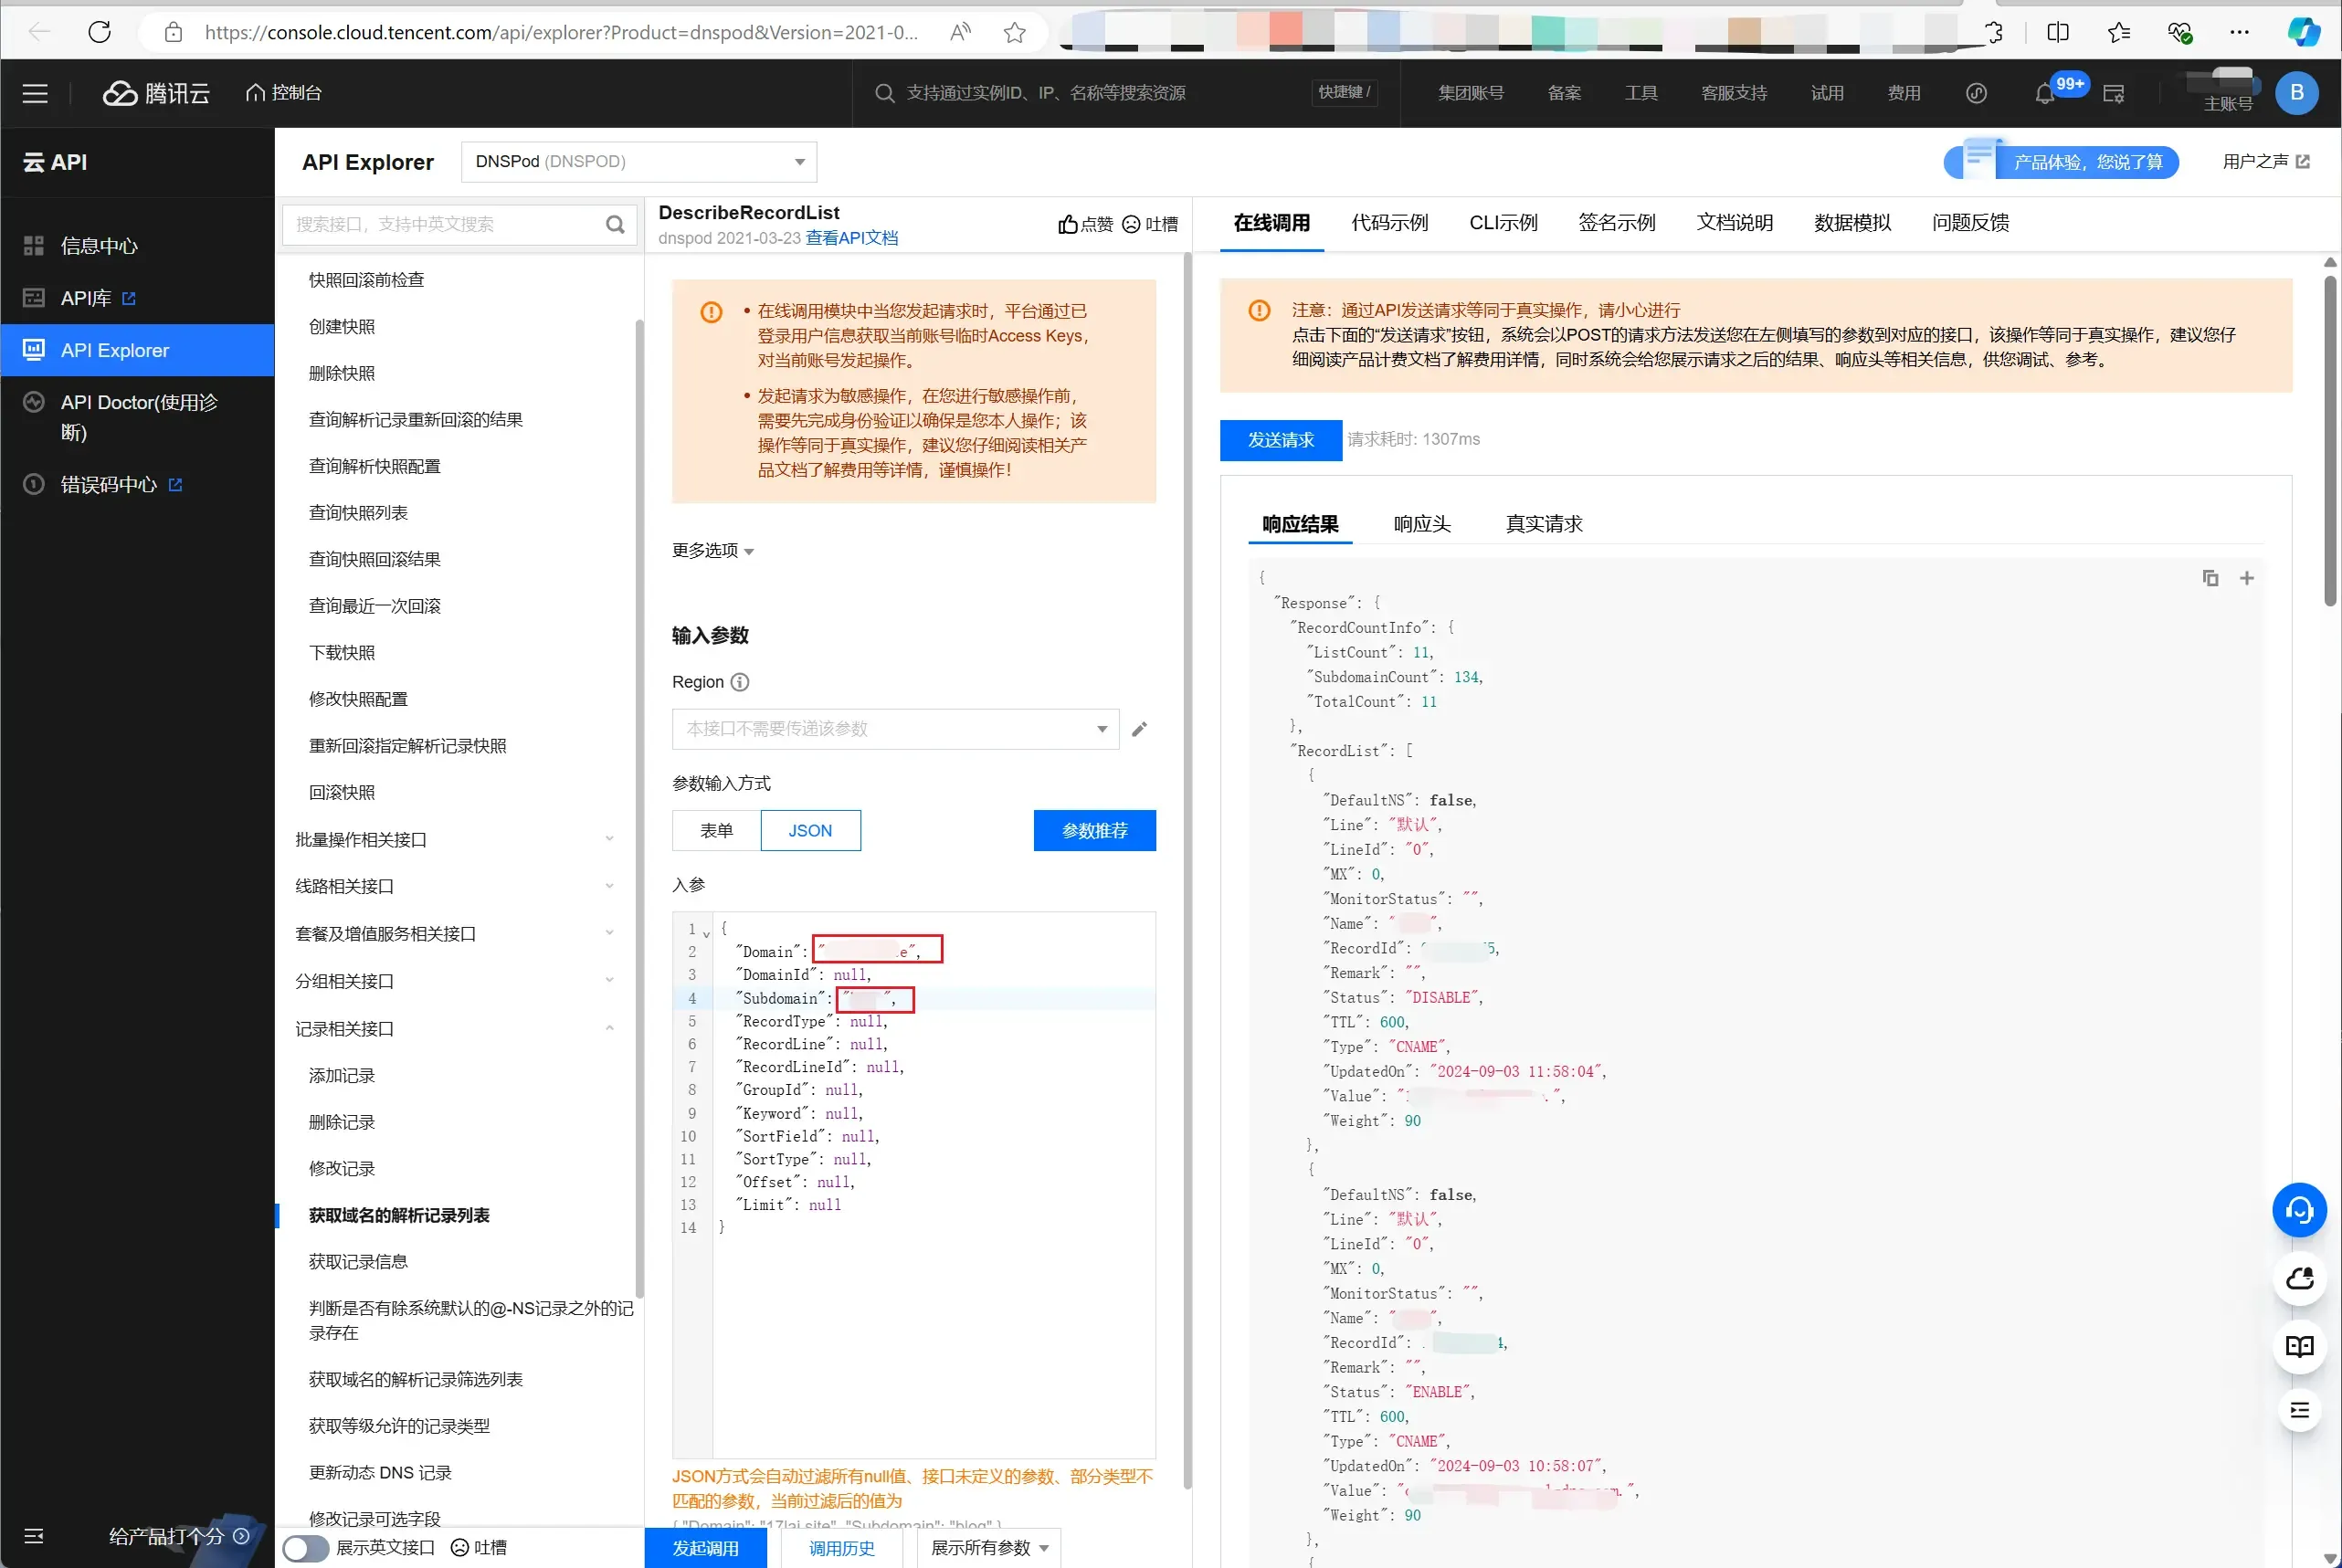 https://console.cloud.tencent.com/api/explorer?Product=dnspod&Version=2021-0...
腾讯云
控制台
支持通过实例ID、IP、名称等搜索资源
快捷键 /
集团账号
备案
工具
客服支持
试用
费用
99+
主账号
B
云 API
信息中心
API库
API Explorer
API Doctor(使用诊
断)
错误码中心
给产品打个分
API Explorer
DNSPod (DNSPOD)
产品体验，您说了算
用户之声
搜索接口，支持中英文搜索
快照回滚前检查
创建快照
删除快照
查询解析记录重新回滚的结果
查询解析快照配置
查询快照列表
查询快照回滚结果
查询最近一次回滚
下载快照
修改快照配置
重新回滚指定解析记录快照
回滚快照
批量操作相关接口
线路相关接口
套餐及增值服务相关接口
分组相关接口
记录相关接口
添加记录
删除记录
修改记录
获取域名的解析记录列表
获取记录信息
判断是否有除系统默认的@-NS记录之外的记
录存在
获取域名的解析记录筛选列表
获取等级允许的记录类型
更新动态 DNS 记录
修改记录可选字段
展示英文接口
吐槽
DescribeRecordList
dnspod 2021-03-23 查看API文档
点赞
吐槽
• 在线调用模块中当您发起请求时，平台通过已
登录用户信息获取当前账号临时Access Keys，
对当前账号发起操作。
• 发起请求为敏感操作，在您进行敏感操作前，
需要先完成身份验证以确保是您本人操作；该
操作等同于真实操作，建议您仔细阅读相关产
品文档了解费用等详情，谨慎操作！
更多选项
输入参数
Region
本接口不需要传递该参数
参数输入方式
表单
JSON
参数推荐
入参
1 {
2 "Domain": " e",
3 "DomainId": null,
4 "Subdomain": " ",
5 "RecordType": null,
6 "RecordLine": null,
7 "RecordLineId": null,
8 "GroupId": null,
9 "Keyword": null,
10 "SortField": null,
11 "SortType": null,
12 "Offset": null,
13 "Limit": null
14 }
JSON方式会自动过滤所有null值、接口未定义的参数、部分类型不
匹配的参数，当前过滤后的值为
{ "Domain": "17lai.site", "Subdomain": "blog" }
发起调用
调用历史
展示所有参数
在线调用
代码示例
CLI示例
签名示例
文档说明
数据模拟
问题反馈
注意：通过API发送请求等同于真实操作，请小心进行
点击下面的“发送请求”按钮，系统会以POST的请求方法发送您在左侧填写的参数到对应的接口，该操作等同于真实操作，建议您仔
细阅读产品计费文档了解费用详情，同时系统会给您展示请求之后的结果、响应头等相关信息，供您调试、参考。
发送请求
请求耗时: 1307ms
响应结果
响应头
真实请求
{
"Response": {
"RecordCountInfo": {
"ListCount": 11,
"SubdomainCount": 134,
"TotalCount": 11
},
"RecordList": [
{
"DefaultNS": false,
"Line": "默认",
"LineId": "0",
"MX": 0,
"MonitorStatus": "",
"Name": " ",
"RecordId": 5,
"Remark": "",
"Status": "DISABLE",
"TTL": 600,
"Type": "CNAME",
"UpdatedOn": "2024-09-03 11:58:04",
"Value": " .",
"Weight": 90
},
{
"DefaultNS": false,
"Line": "默认",
"LineId": "0",
"MX": 0,
"MonitorStatus": "",
"Name": " ",
"RecordId": 4,
"Remark": "",
"Status": "ENABLE",
"TTL": 600,
"Type": "CNAME",
"UpdatedOn": "2024-09-03 10:58:07",
"Value": " ",
"Weight": 90
},
{